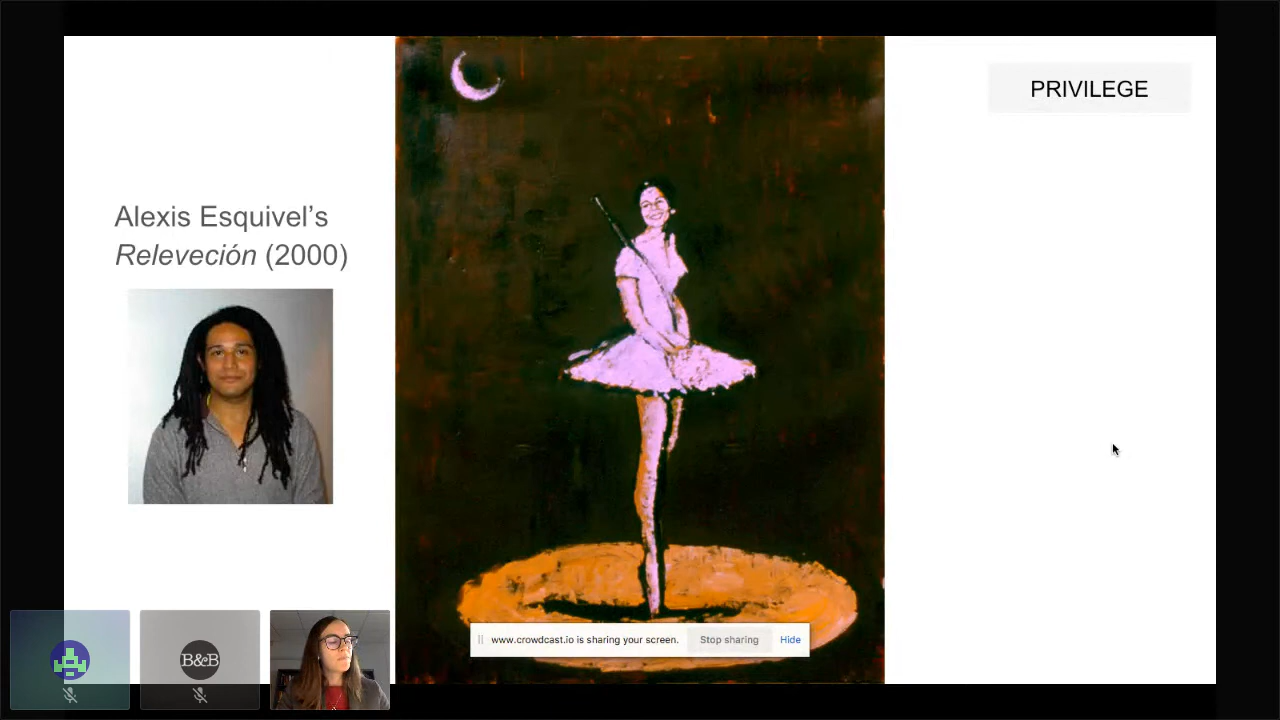 PRIVILEGE
Alexis Esquivel’s
Releveción (2000)
www.crowdcast.io is sharing your screen.
Stop sharing
Hide
B&B